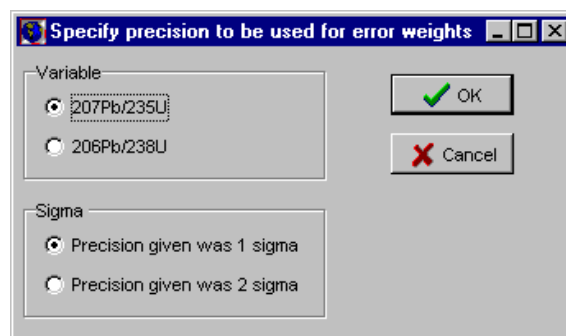 Specify precision to be used for error weights
Variable
207Pb/235U
206Pb/238U
OK
Cancel
Sigma
Precision given was 1 sigma
Precision given was 2 sigma